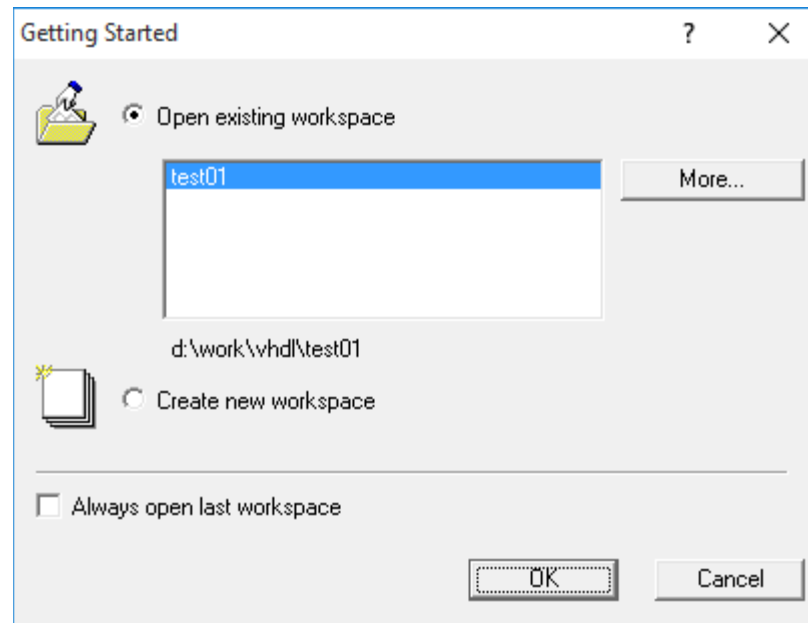 Getting Started ?
Open existing workspace
test01
More...
d:\work\vhdl\test01
Create new workspace
Always open last workspace
OK Cancel